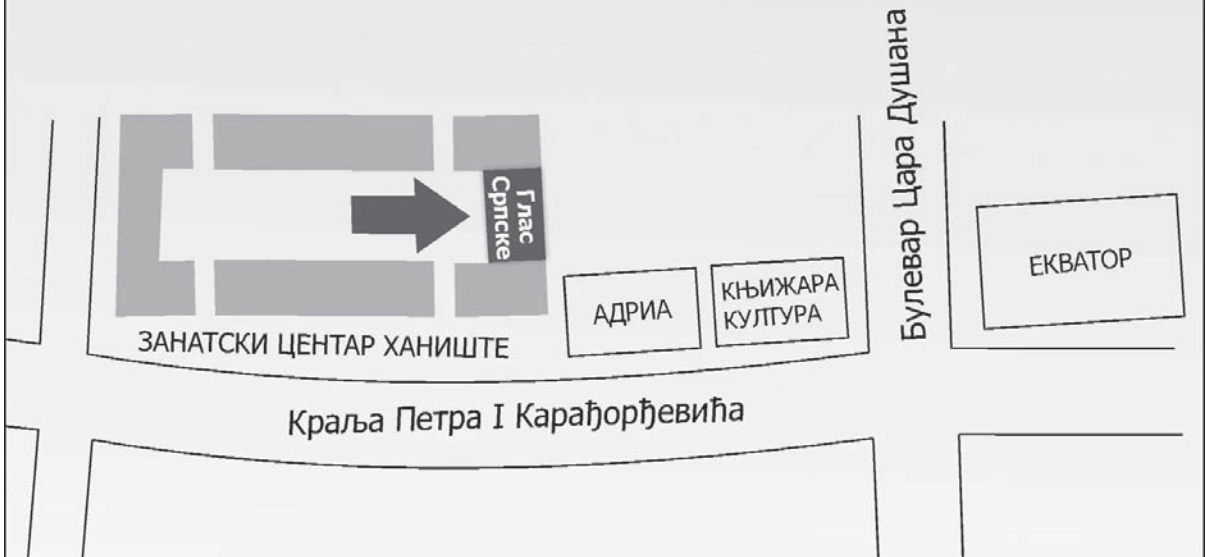 Булевар Цара Душана
Глас
Српске
ЕКВАТОР
АДРИА
КЊИЖАРА
КУЛТУРА
ЗАНАТСКИ ЦЕНТАР ХАНИШТЕ
Краља Петра I Карађорђевића